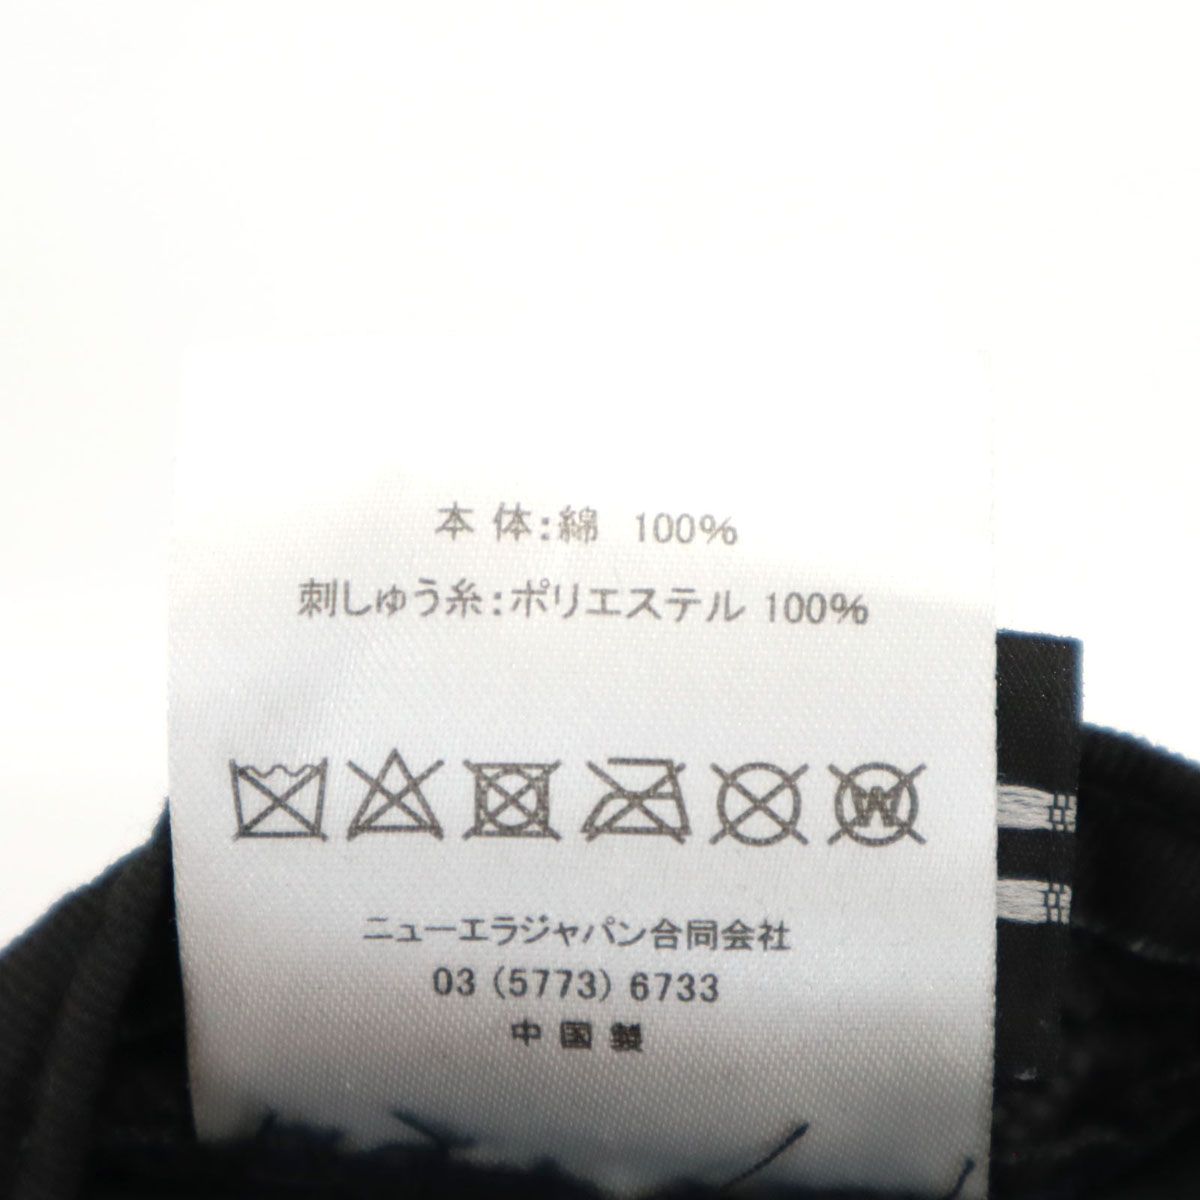 本 体:綿 100%
刺しゅう糸:ポリエステル 100%
W
ニューエラジャパン合同会社
03 (5773) 6733
中 国 製